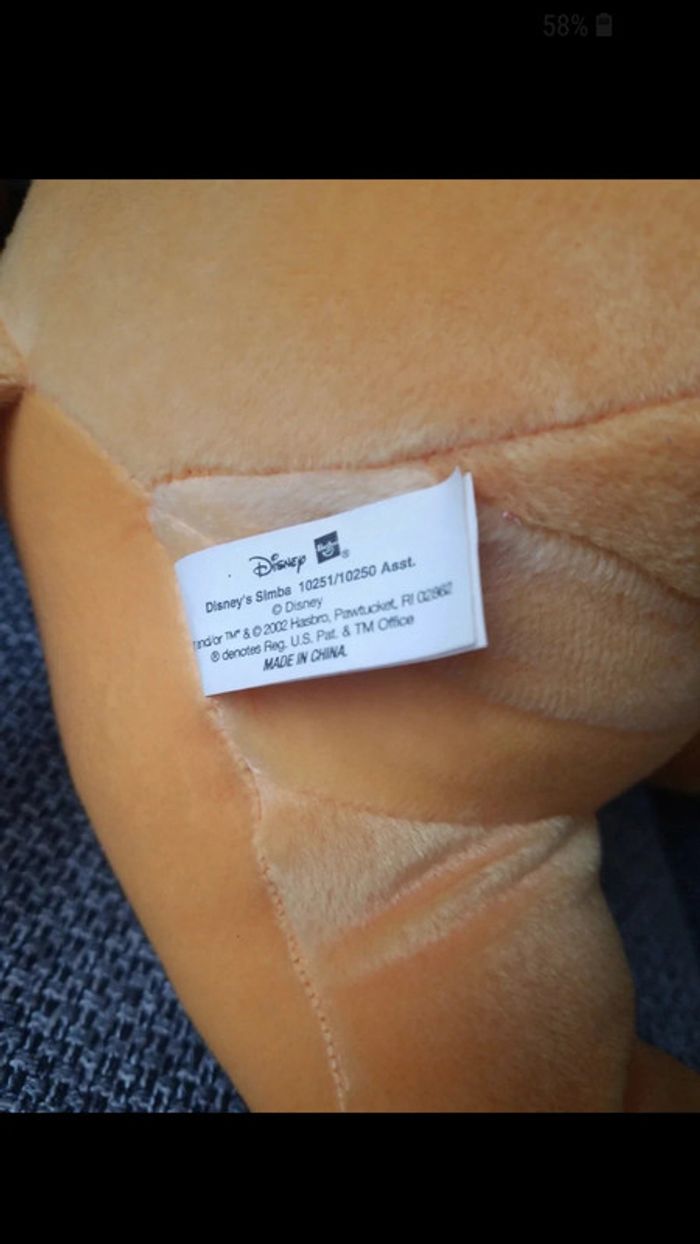 58%
Disney Hasbro ®
Disney's Simba 10251/10250 Asst.
© Disney
and/or TM* & © 2002 Hasbro, Pawtucket, RI 02862
® denotes Reg. U.S. Pat. & TM Office
MADE IN CHINA.